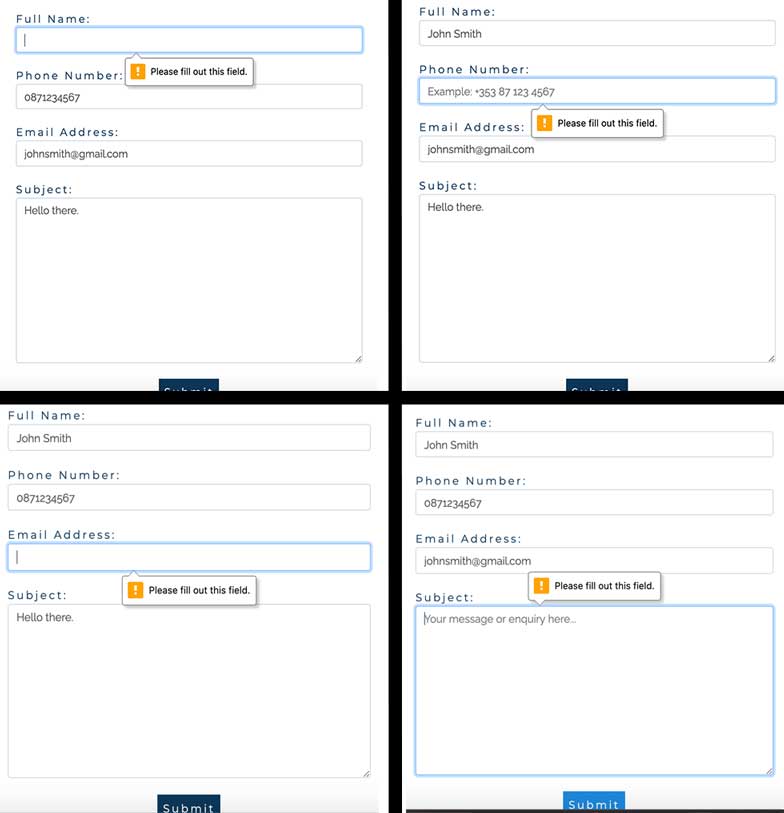 Full Name:
Please fill out this field.
Phone Number:
0871234567
Email Address:
johnsmith@gmail.com
Subject:
Hello there.
Submit
Full Name:
John Smith
Phone Number:
Example: +353 87 123 4567
Please fill out this field.
Email Address:
johnsmith@gmail.com
Subject:
Hello there.
Submit
Full Name:
John Smith
Phone Number:
0871234567
Email Address:
Please fill out this field.
Subject:
Hello there.
Submit
Full Name:
John Smith
Phone Number:
0871234567
Email Address:
johnsmith@gmail.com
Please fill out this field.
Subject:
Your message or enquiry here...
Submit